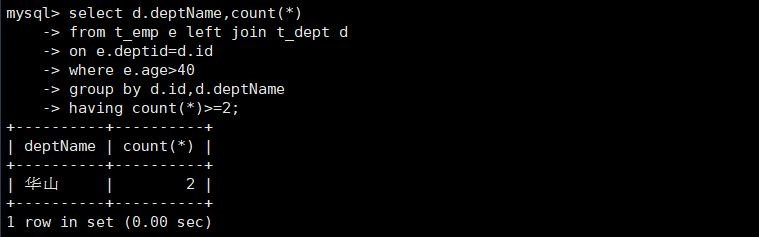 mysql> select d.deptName,count(*)
    -> from t_emp e left join t_dept d
    -> on e.deptid=d.id
    -> where e.age>40
    -> group by d.id,d.deptName
    -> having count(*)>=2;
+----------+----------+
| deptName | count(*) |
+----------+----------+
| 华山     |        2 |
+----------+----------+
1 row in set (0.00 sec)